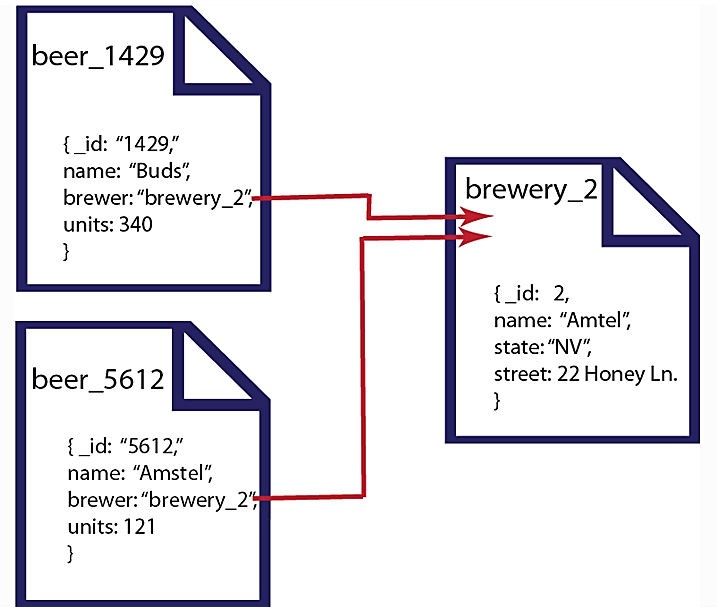 beer_1429
{ _id:  “1429,”
name:  “Buds”,
brewer: “brewery_2”,
units: 340
}
beer_5612
{ _id:  “5612,”
name:  “Amstel”,
brewer: “brewery_2”,
units: 121
}
brewery_2
{ _id:   2,
name:  “Amtel”,
state: “NV”,
street: 22 Honey Ln.
}